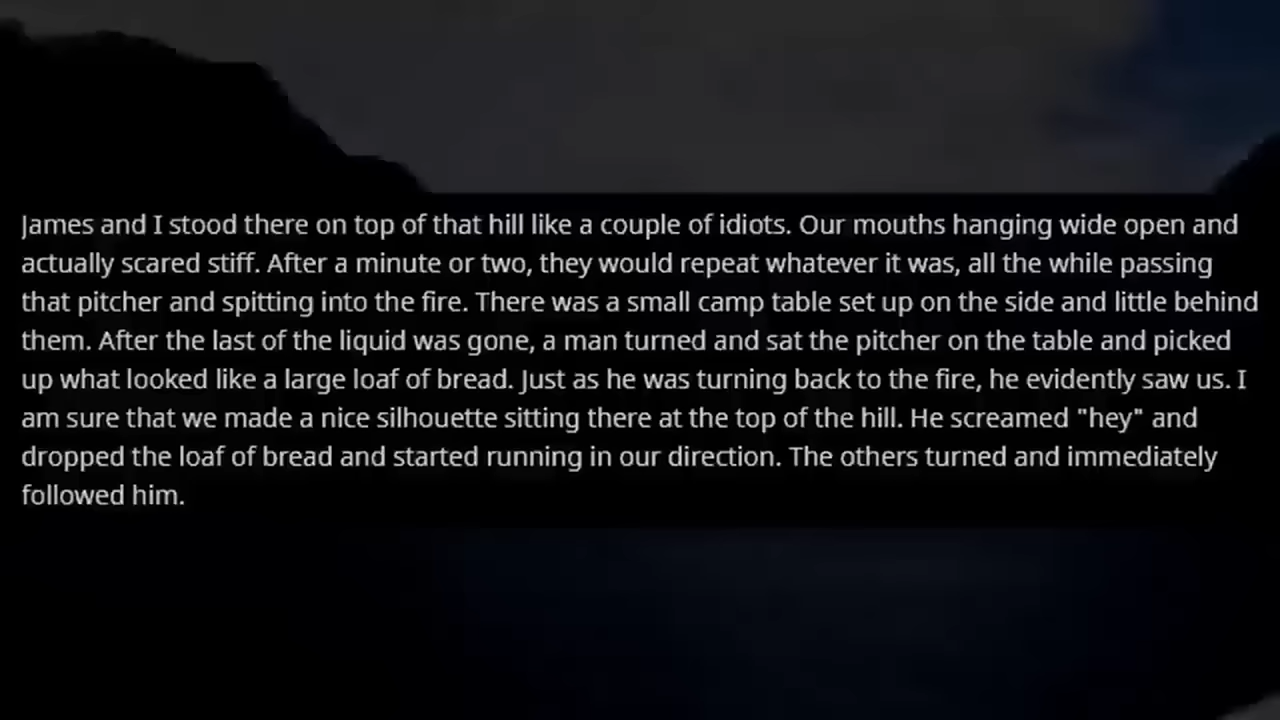 James and I stood there on top of that hill like a couple of idiots. Our mouths hanging wide open and
actually scared stiff. After a minute or two, they would repeat whatever it was, all the while passing
that pitcher and spitting into the fire. There was a small camp table set up on the side and little behind
them. After the last of the liquid was gone, a man turned and sat the pitcher on the table and picked
up what looked like a large loaf of bread. Just as he was turning back to the fire, he evidently saw us. I
am sure that we made a nice silhouette sitting there at the top of the hill. He screamed "hey" and
dropped the loaf of bread and started running in our direction. The others turned and immediately
followed him.